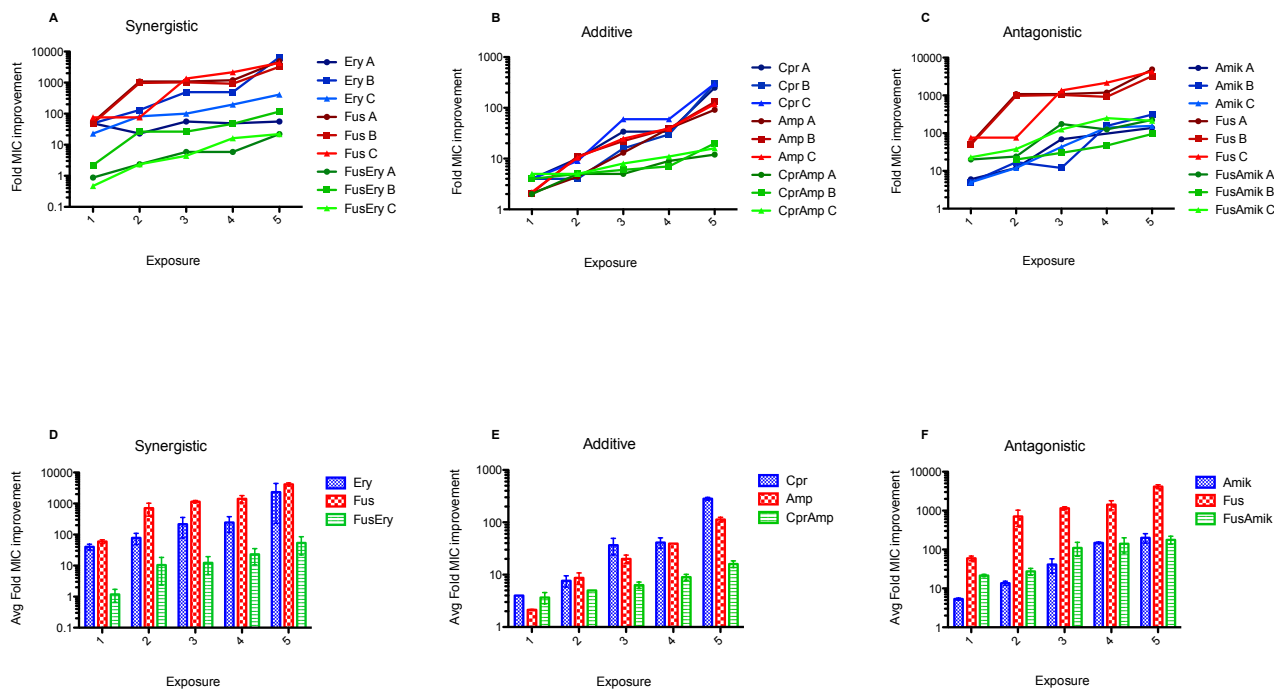 A
Synergistic
Fold MIC improvement
10000
1000
100
10
1
0.1
1
2
3
4
5
Exposure
Ery A
Ery B
Ery C
Fus A
Fus B
Fus C
FusEry A
FusEry B
FusEry C
B
Additive
Fold MIC improvement
1000
100
10
1
1
2
3
4
5
Exposure
Cpr A
Cpr B
Cpr C
Amp A
Amp B
Amp C
CprAmp A
CprAmp B
CprAmp C
C
Antagonistic
Fold MIC improvement
10000
1000
100
10
1
1
2
3
4
5
Exposure
Amik A
Amik B
Amik C
Fus A
Fus B
Fus C
FusAmik A
FusAmik B
FusAmik C
D
Synergistic
Avg Fold MIC improvement
10000
1000
100
10
1
0.1
1
2
3
4
5
Exposure
Ery
Fus
FusEry
E
Additive
Avg Fold MIC improvement
1000
100
10
1
1
2
3
4
5
Exposure
Cpr
Amp
CprAmp
F
Antagonistic
Avg Fold MIC improvement
10000
1000
100
10
1
1
2
3
4
5
Exposure
Amik
Fus
FusAmik